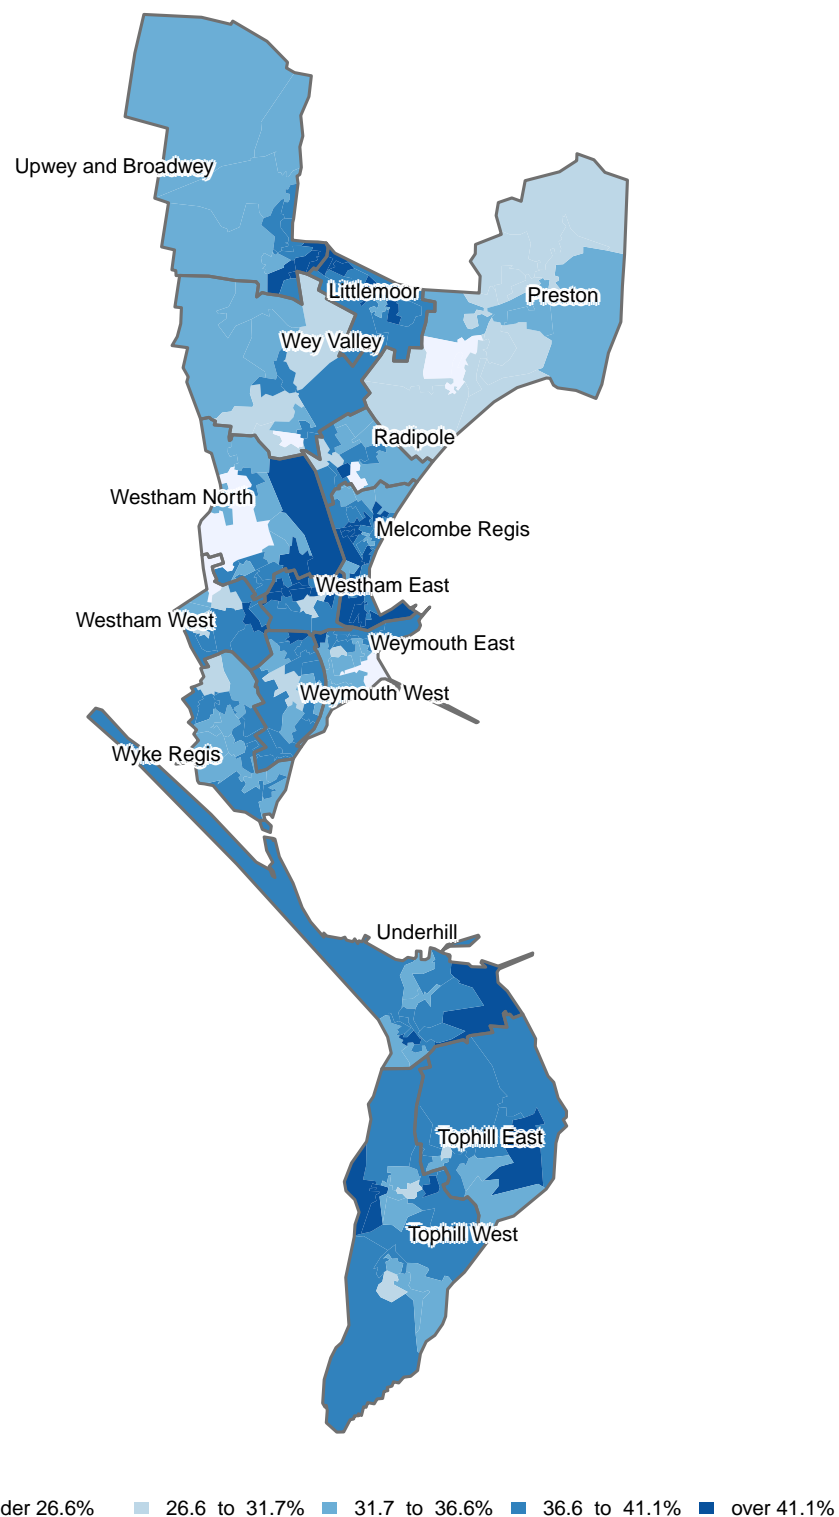 Upwey and Broadwey
Littlemoor
Preston
Wey Valley
Radipole
Westham North
Melcombe Regis
Westham East
Westham West
Weymouth East
Weymouth West
Wyke Regis
Underhill
Tophill East
Tophill West
der 26.6% 26.6 to 31.7% 31.7 to 36.6% 36.6 to 41.1% over 41.1%